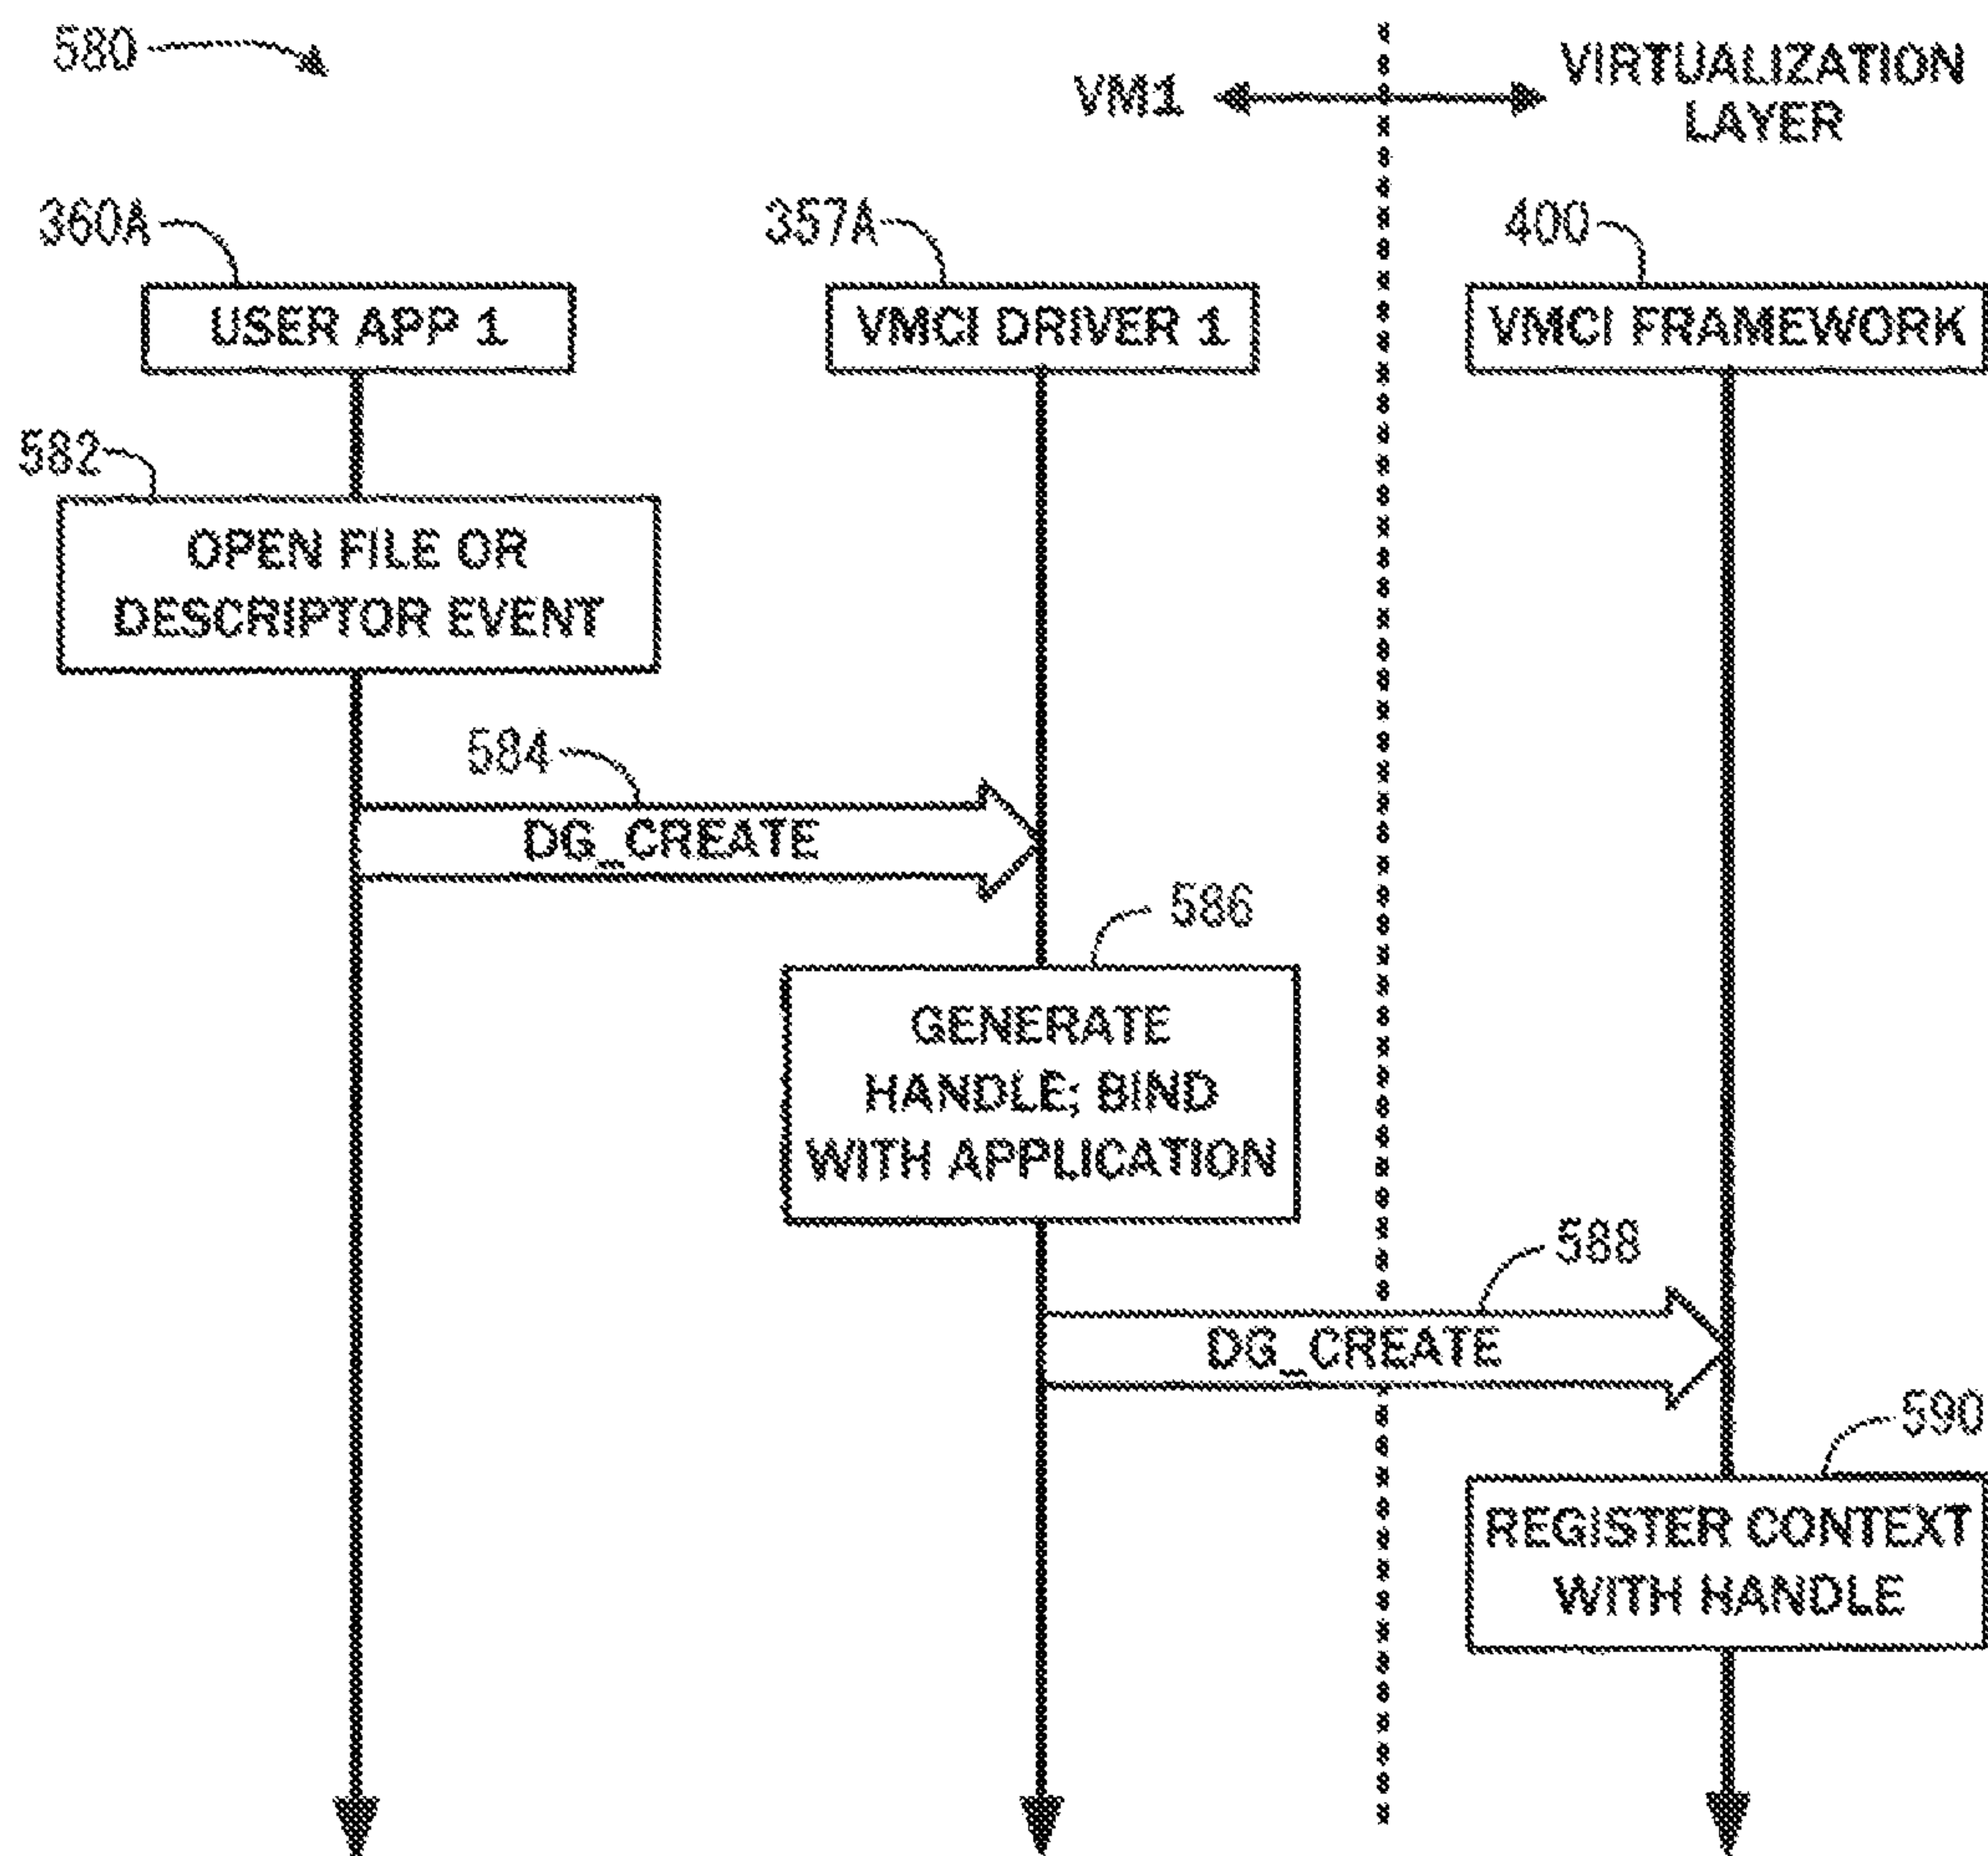 580
VM1
VIRTUALIZATION
LAYER
360A
357A
400
USER APP 1
VMCI DRIVER 1
VMCI FRAMEWORK
582
OPEN FILE OR
DESCRIPTOR EVENT
584
DG_CREATE
586
GENERATE
HANDLE; BIND
WITH APPLICATION
588
DG_CREATE
590
REGISTER CONTEXT
WITH HANDLE